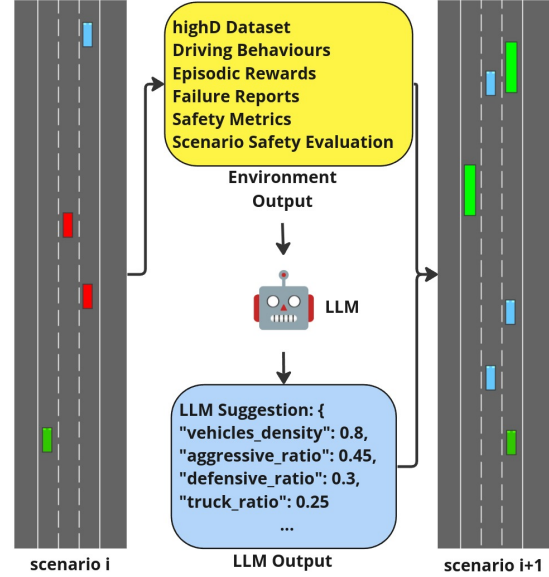 highD Dataset
Driving Behaviours
Episodic Rewards
Failure Reports
Safety Metrics
Scenario Safety Evaluation
Environment
Output
LLM
LLM Suggestion: {
"vehicles_density": 0.8,
"aggressive_ratio": 0.45,
"defensive_ratio": 0.3,
"truck_ratio": 0.25
...
LLM Output
scenario i
scenario i+1